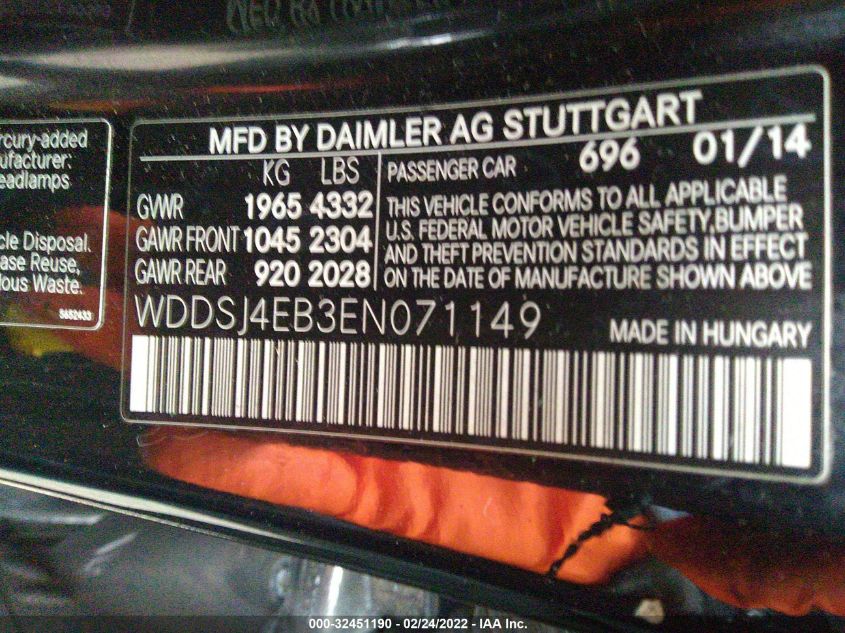 MFD BY DAIMLER AG STUTTGART
KG LBS
GVWR 1965 4332
GAWR FRONT 1045 2304
GAWR REAR 920 2028
PASSENGER CAR 696 01/14
THIS VEHICLE CONFORMS TO ALL APPLICABLE
U.S. FEDERAL MOTOR VEHICLE SAFETY, BUMPER
AND THEFT PREVENTION STANDARDS IN EFFECT
ON THE DATE OF MANUFACTURE SHOWN ABOVE
WDDSJ4EB3EN071149
MADE IN HUNGARY
rcury-added
nufacturer:
eadlamps
cle Disposal.
ase Reuse,
dous Waste.
5682433
000-32451190 - 02/24/2022 - IAA Inc.